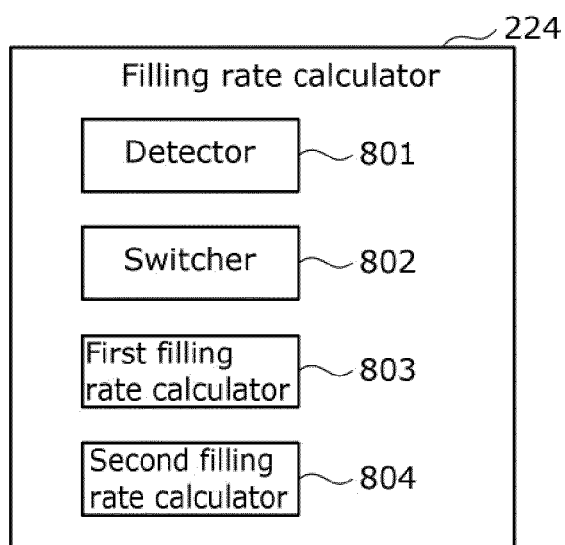 224
Filling rate calculator
Detector
801
Switcher
802
First filling
rate calculator
803
Second filling
rate calculator
804